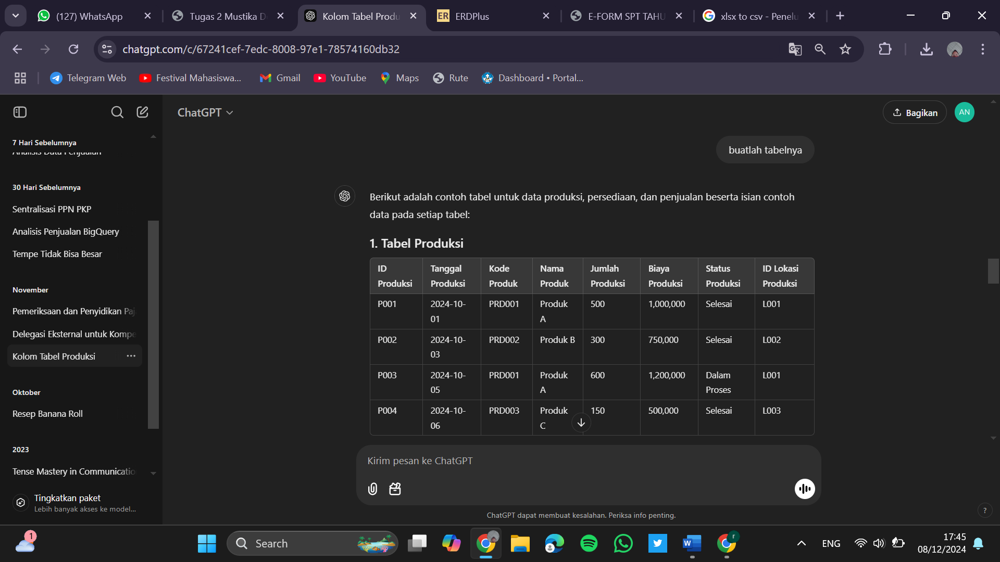 (127) WhatsApp
Tugas 2 Mustika D
Kolom Tabel Produ
ER ERDPlus
E-FORM SPT TAHU
xlsx to csv - Penelu
chatgpt.com/c/67241cef-7edc-8008-97e1-78574160db32
Telegram Web
Festival Mahasiswa...
Gmail
YouTube
Maps
Rute
Dashboard • Portal...
ChatGPT
Bagikan
AN
7 Hari Sebelumnya
Analisis Data Penjualan
30 Hari Sebelumnya
Sentralisasi PPN PKP
Analisis Penjualan BigQuery
Tempe Tidak Bisa Besar
November
Pemeriksaan dan Penyidikan Paj
Delegasi Eksternal untuk Kompe
Kolom Tabel Produksi
Oktober
Resep Banana Roll
2023
Tense Mastery in Communicatio
Tingkatkan paket
Lebih banyak akses ke model...
buatlah tabelnya
Berikut adalah contoh tabel untuk data produksi, persediaan, dan penjualan beserta isian contoh
data pada setiap tabel:
1. Tabel Produksi
ID Produksi | Tanggal Produksi | Kode Produk | Nama Produk | Jumlah Produksi | Biaya Produksi | Status Produksi | ID Lokasi Produksi
P001 | 2024-10-01 | PRD001 | Produk A | 500 | 1,000,000 | Selesai | L001
P002 | 2024-10-03 | PRD002 | Produk B | 300 | 750,000 | Selesai | L002
P003 | 2024-10-05 | PRD001 | Produk A | 600 | 1,200,000 | Dalam Proses | L001
P004 | 2024-10-06 | PRD003 | Produk C | 150 | 500,000 | Selesai | L003
Kirim pesan ke ChatGPT
ChatGPT dapat membuat kesalahan. Periksa info penting.
?
1
Search
W
r
ENG
17:45
08/12/2024